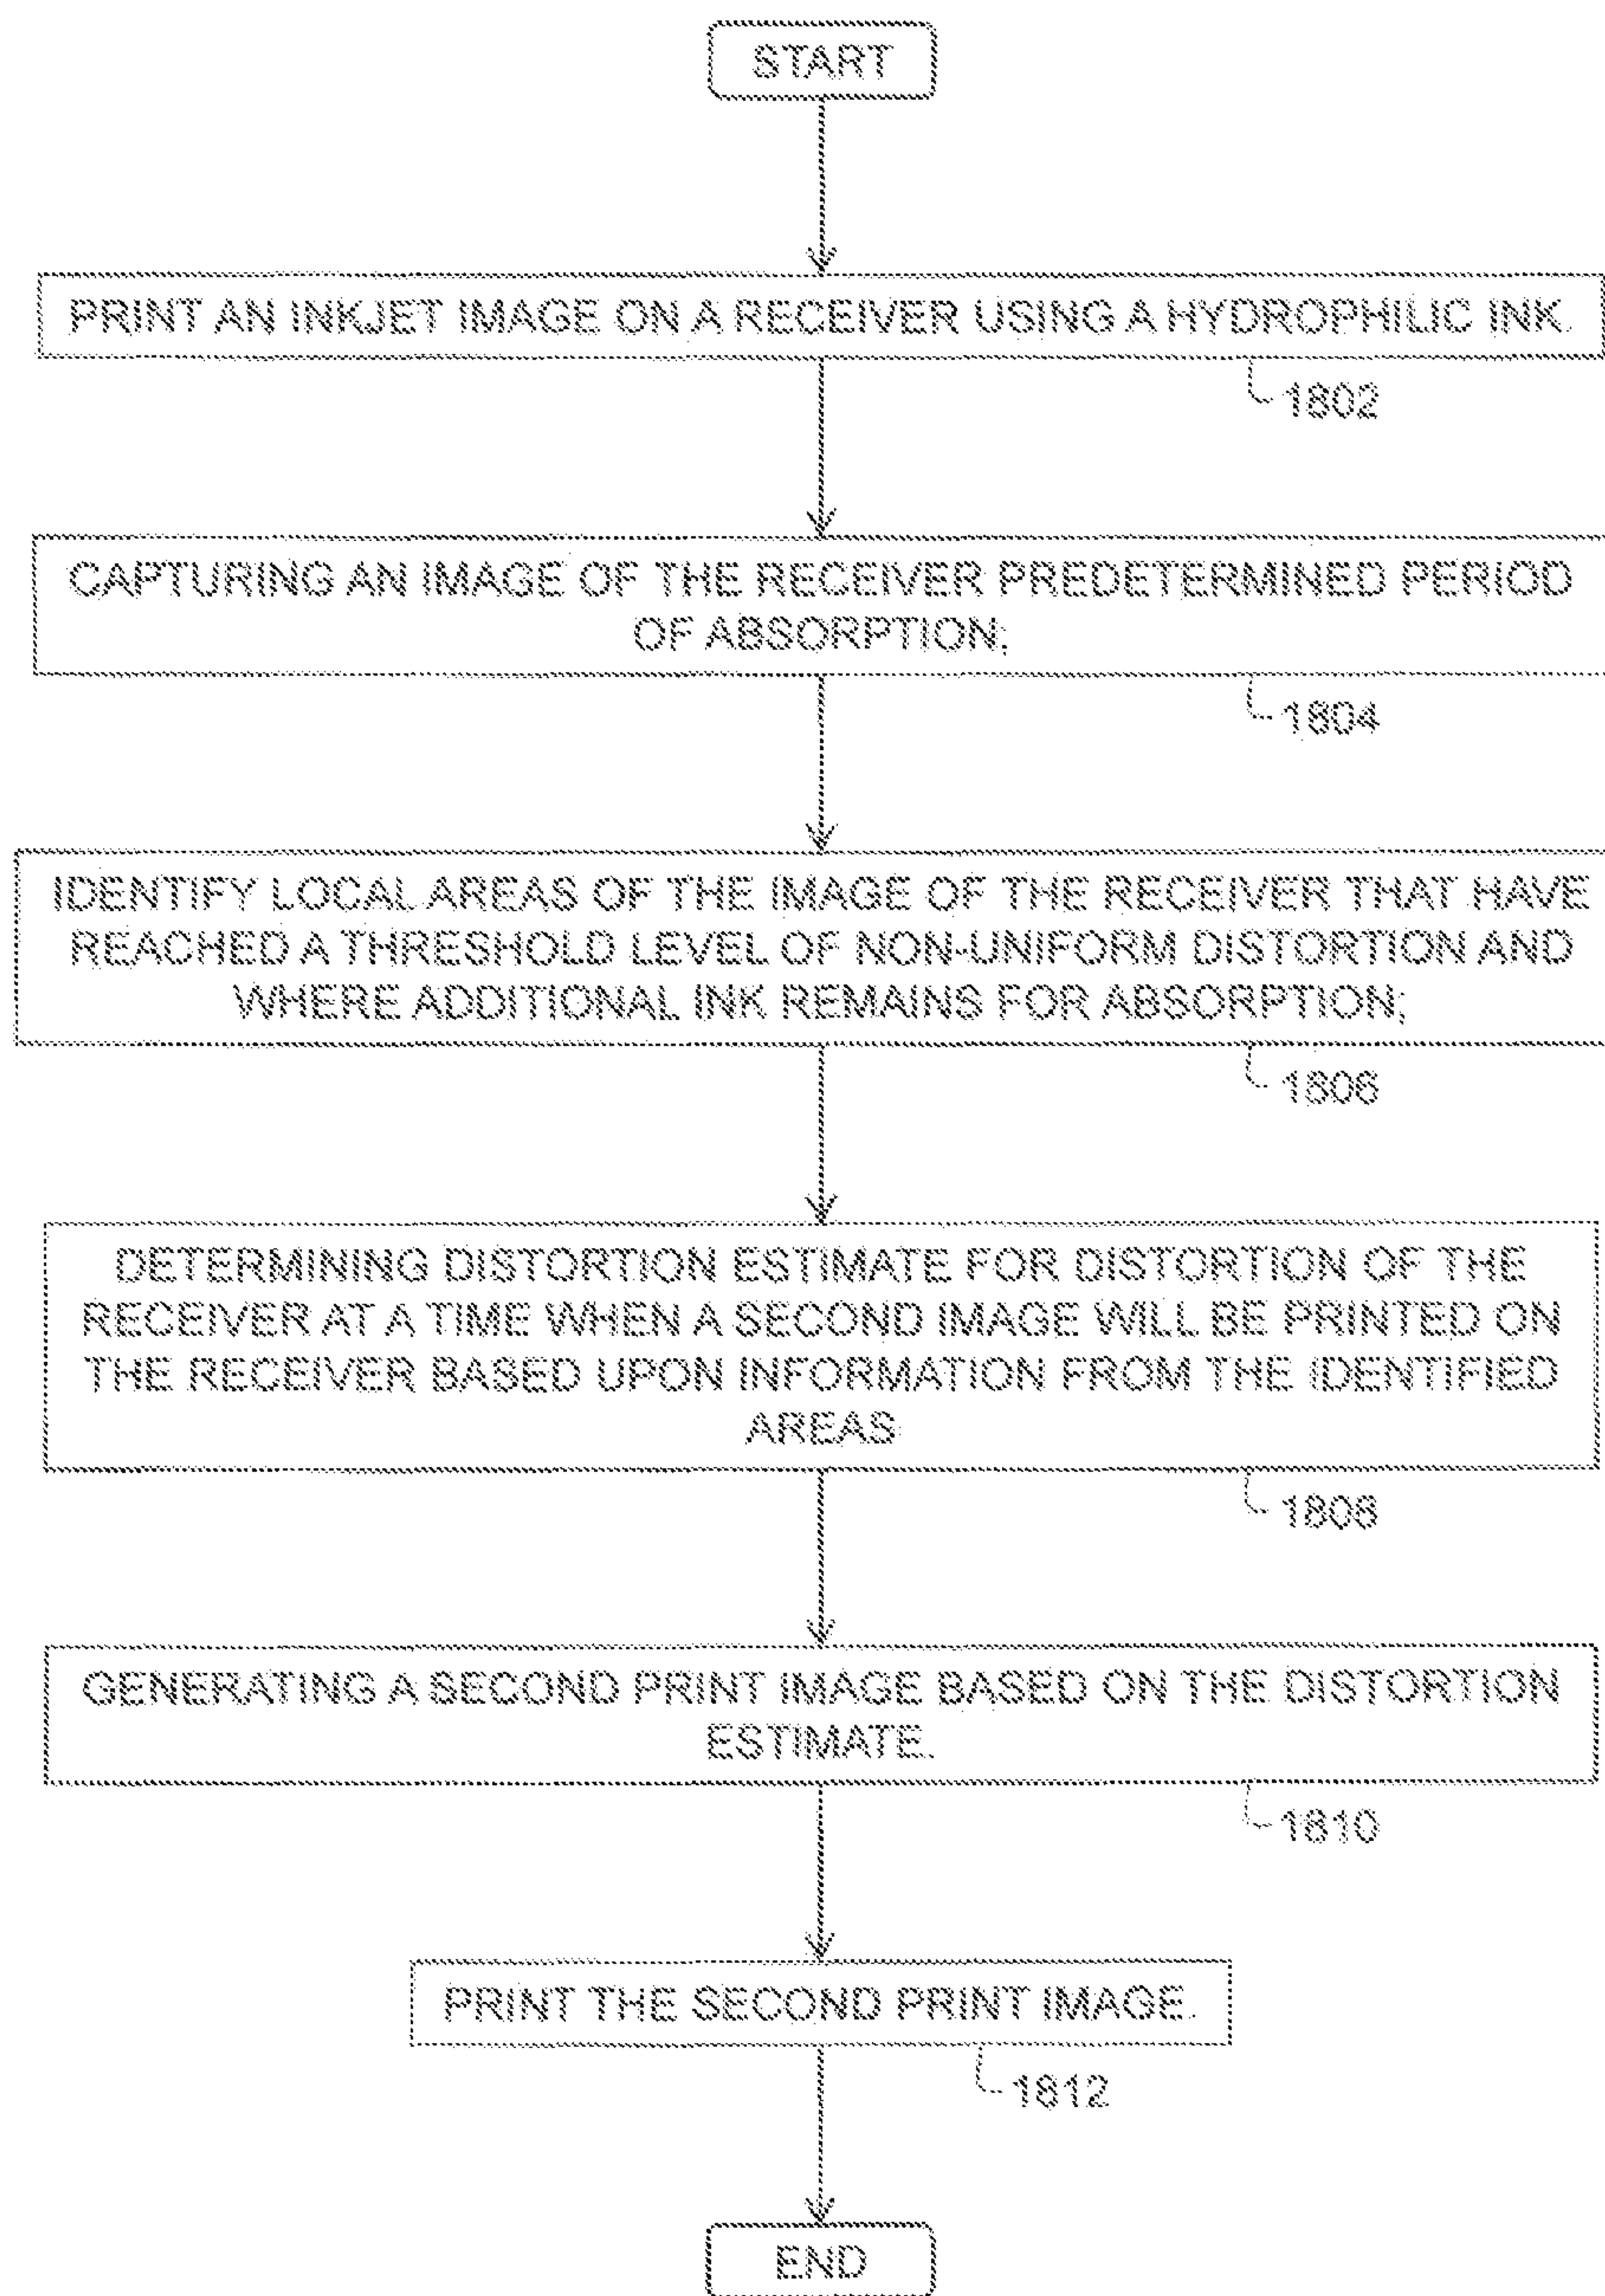 START
PRINT AN INKJET IMAGE ON A RECEIVER USING A HYDROPHILIC INK.
1802
CAPTURING AN IMAGE OF THE RECEIVER PREDETERMINED PERIOD
OF ABSORPTION;
1804
IDENTIFY LOCAL AREAS OF THE IMAGE OF THE RECEIVER THAT HAVE
REACHED A THRESHOLD LEVEL OF NON-UNIFORM DISTORTION AND
WHERE ADDITIONAL INK REMAINS FOR ABSORPTION;
1806
DETERMINING DISTORTION ESTIMATE FOR DISTORTION OF THE
RECEIVER AT A TIME WHEN A SECOND IMAGE WILL BE PRINTED ON
THE RECEIVER BASED UPON INFORMATION FROM THE IDENTIFIED
AREAS
1808
GENERATING A SECOND PRINT IMAGE BASED ON THE DISTORTION
ESTIMATE.
1810
PRINT THE SECOND PRINT IMAGE.
1812
END